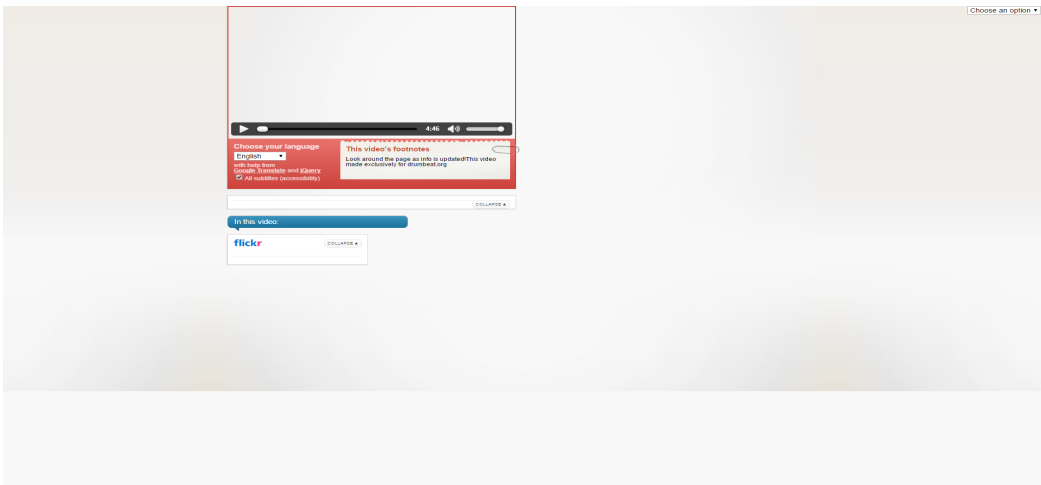 Choose an option
4:46
Choose your language
English
with help from
Google Translate and jQuery
All subtitles (accessibility)
This video's footnotes
Look around the page as info is updated!This video
made exclusively for drumbeat.org
COLLAPSE
In this video:
flickr
COLLAPSE